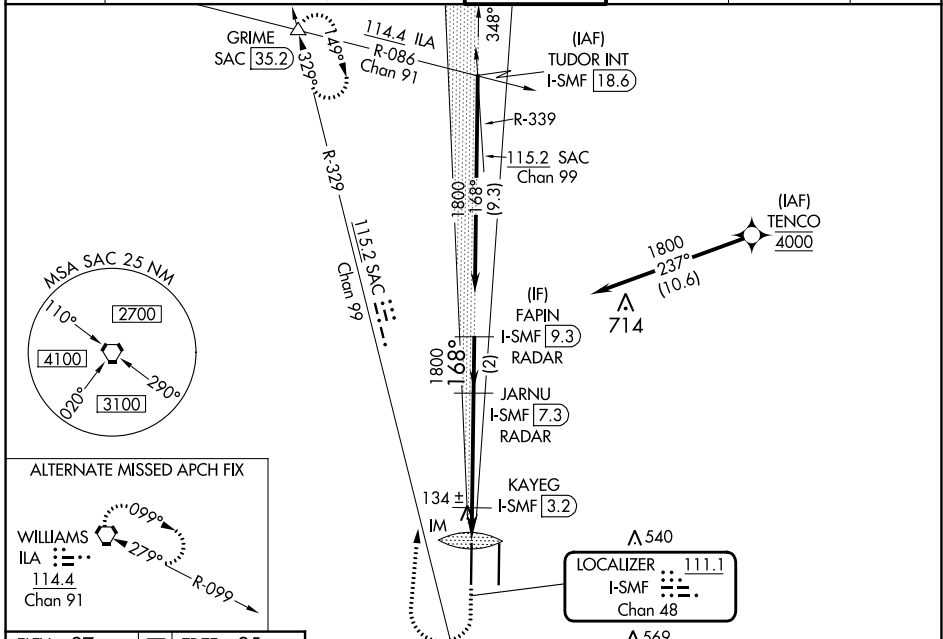 GRIME
SAC 35.2
149°
329°
114.4 ILA
R-086
Chan 91
348°
(IAF)
TUDOR INT
I-SMF 18.6
R-339
115.2 SAC
Chan 99
1800
168°
(9.3)
R-329
115.2 SAC
Chan 99
(IAF)
TENCO
4000
1800
237°
(10.6)
714
MSA SAC 25 NM
110°
2700
4100
020°
290°
3100
(IF)
FAPIN
I-SMF 9.3
RADAR
1800
168°
(2)
JARNU
I-SMF 7.3
RADAR
KAYEG
I-SMF 3.2
134 ±
IM
ALTERNATE MISSED APCH FIX
WILLIAMS
ILA
114.4
Chan 91
099°
279°
R-099
540
LOCALIZER 111.1
I-SMF
Chan 48
569